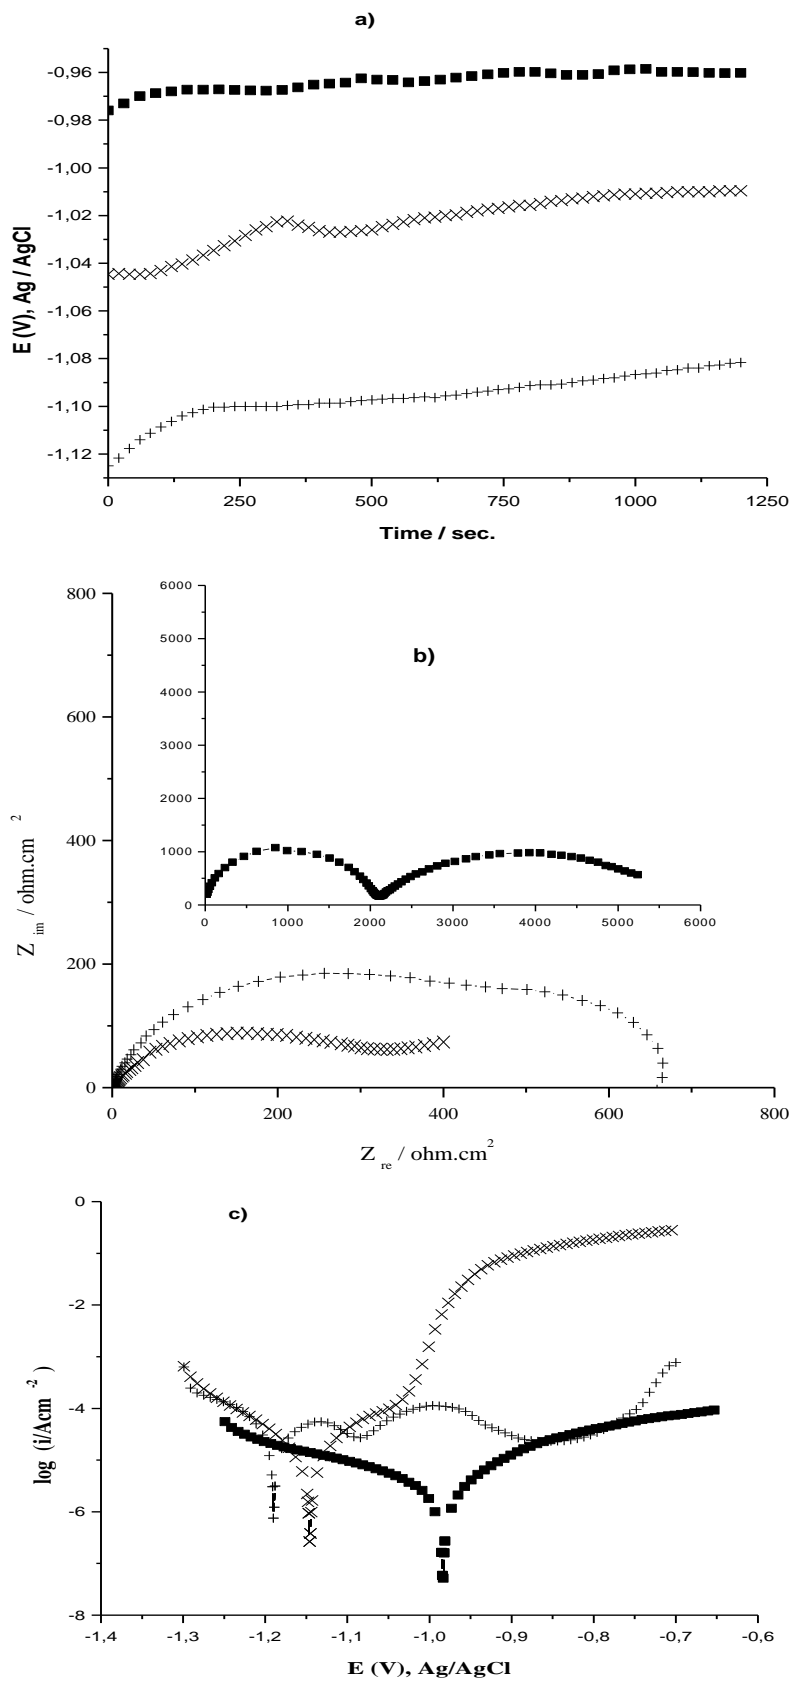 a)
-0,96
-0,98
-1,00
-1,02
-1,04
-1,06
-1,08
-1,10
-1,12
E (V), Ag / AgCl
0 250 500 750 1000 1250
Time / sec.
b)
800
600
400
200
0
Z im / ohm.cm 2
6000
5000
4000
3000
2000
1000
0
0 1000 2000 3000 4000 5000 6000
0 200 400 600 800
Z re / ohm.cm2
c)
0
-2
-4
-6
-8
log (i/Acm -2)
-1,4 -1,3 -1,2 -1,1 -1,0 -0,9 -0,8 -0,7 -0,6
E (V), Ag/AgCl